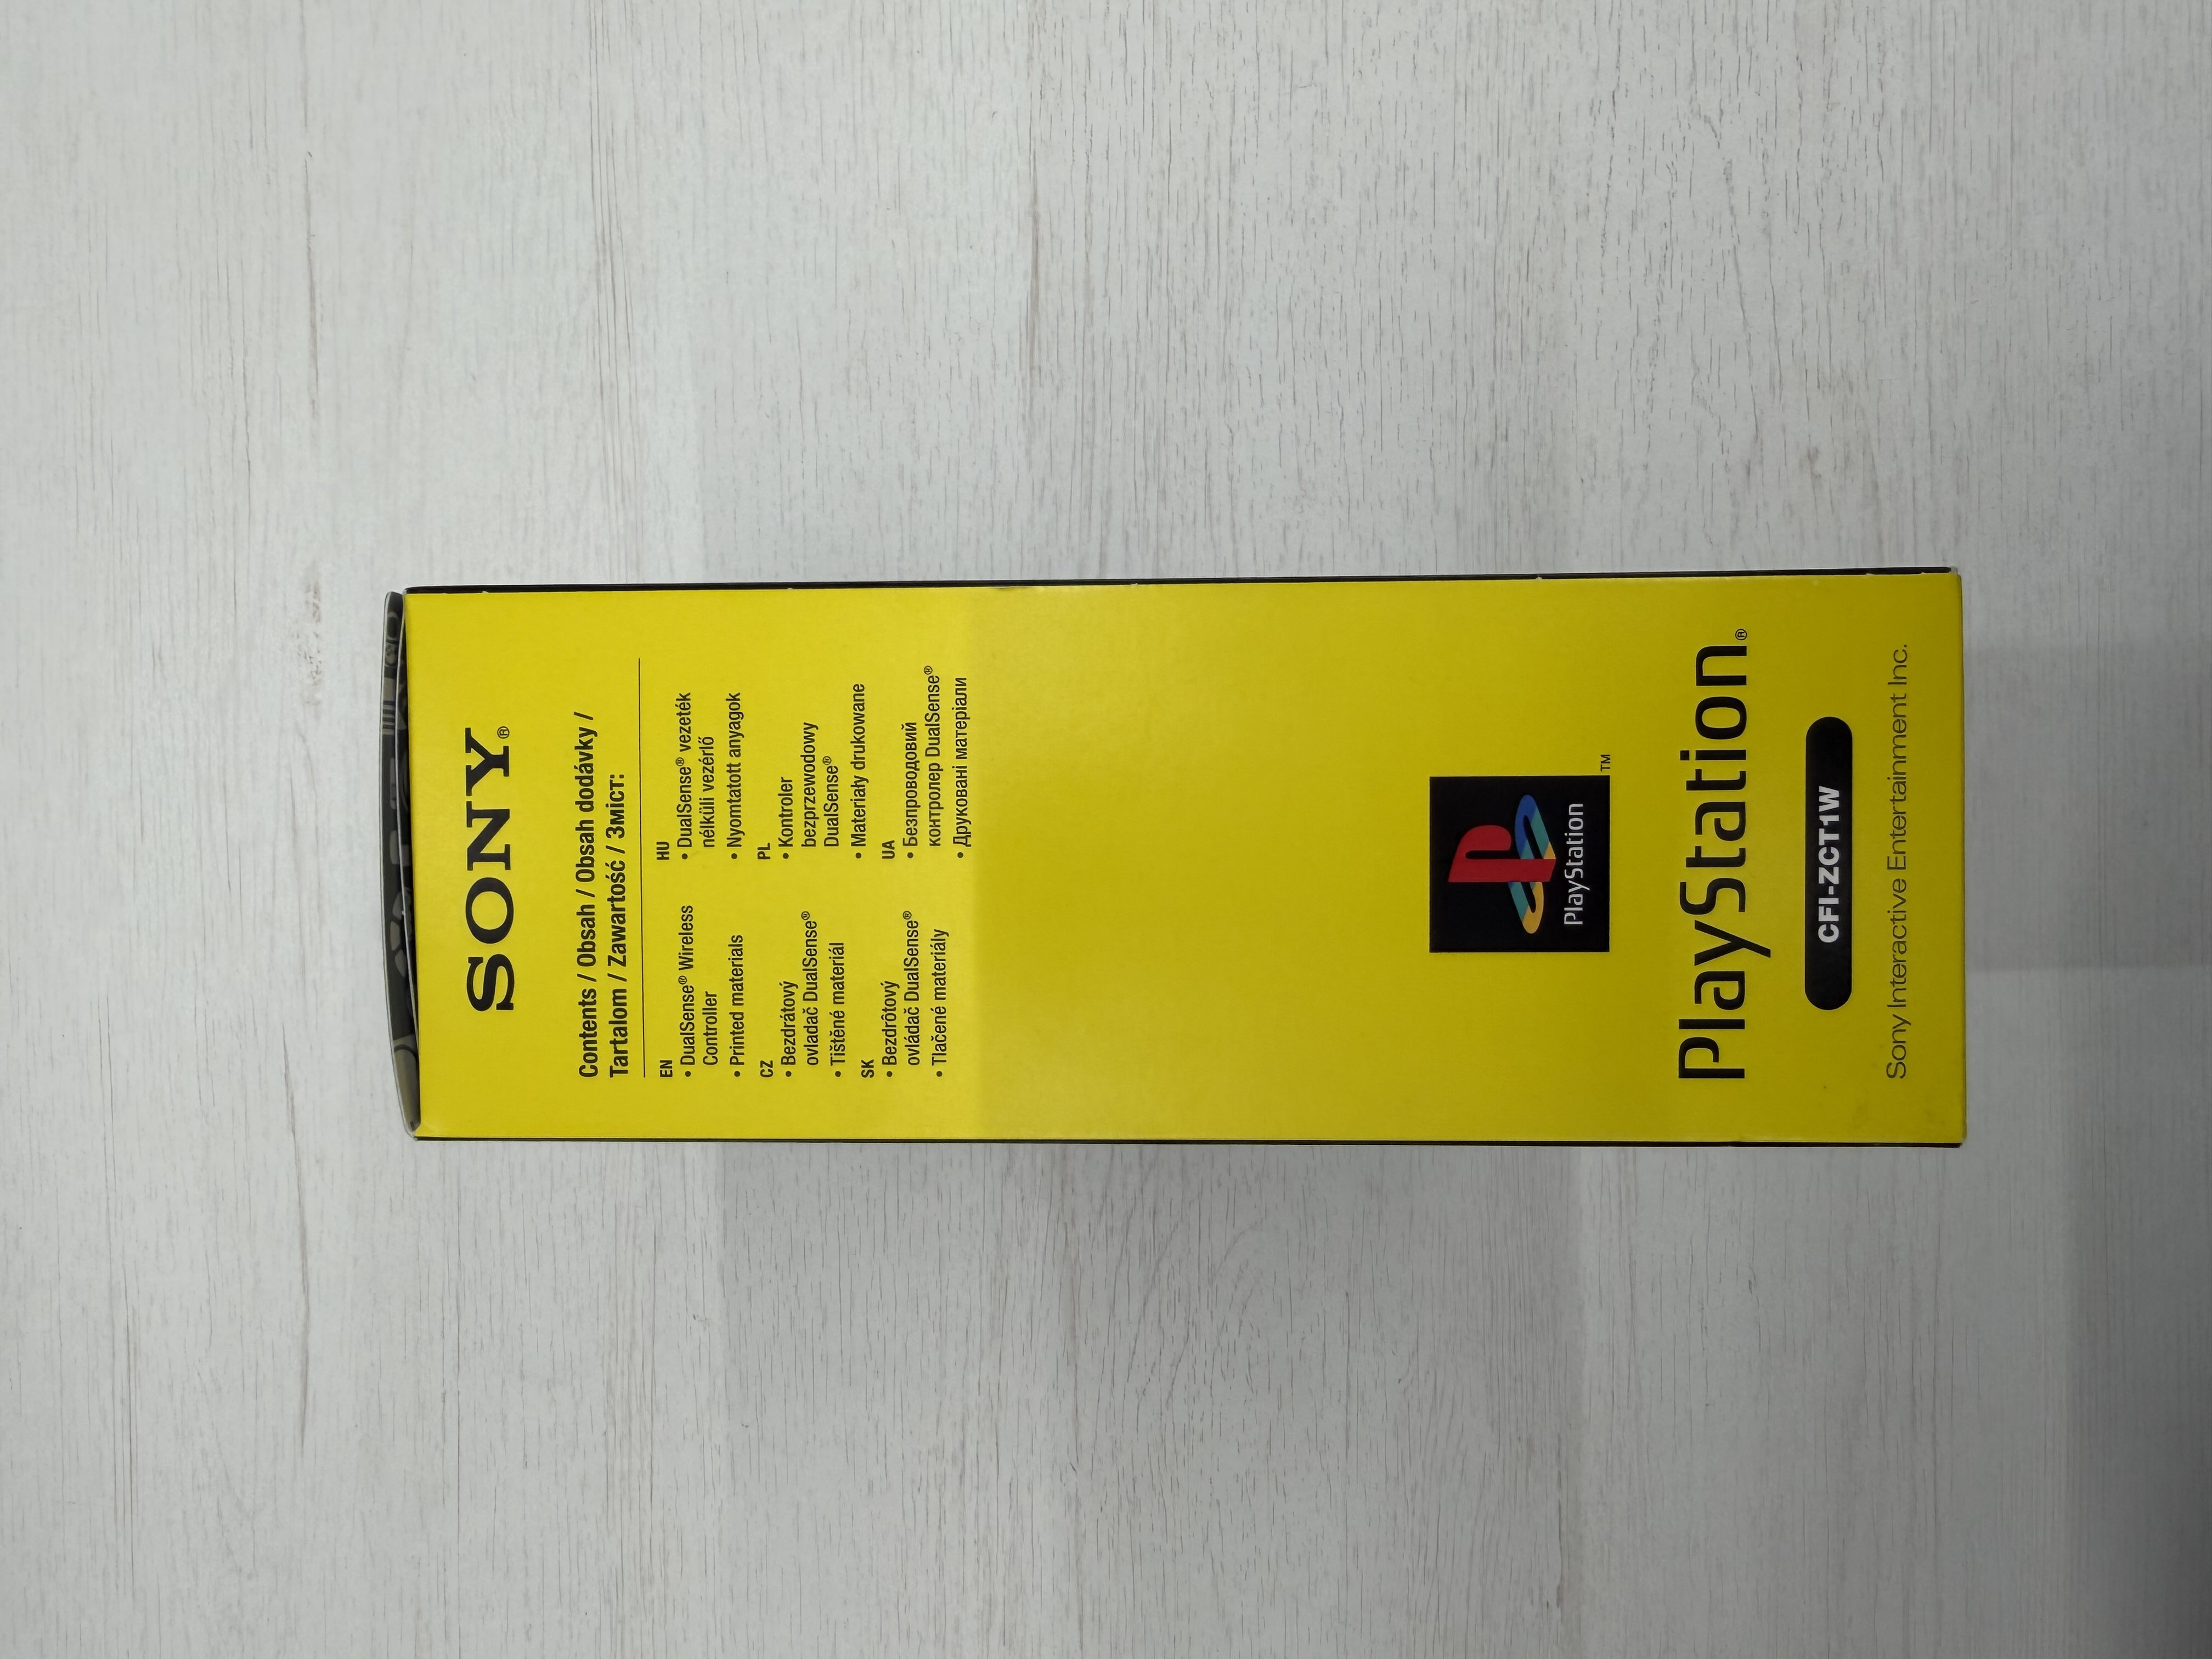 SONY®
Contents / Obsah / Obsah dodávky /
Tartalom / Zawartość / Зміст:
EN
• DualSense® Wireless
Controller
• Printed materials
CZ
• Bezdrátový
ovladač DualSense®
• Tištěné materiál
SK
• Bezdrôtový
ovládač DualSense®
• Tlačené materiály
HU
• DualSense® vezeték
nélküli vezérlő
• Nyomtatott anyagok
PL
• Kontroler
bezprzewodowy
DualSense®
• Materiały drukowane
UA
• Безпроводовий
контролер DualSense®
• Друковані матеріали
PlayStation
TM
PlayStation®
CFI-ZCT1W
Sony Interactive Entertainment Inc.